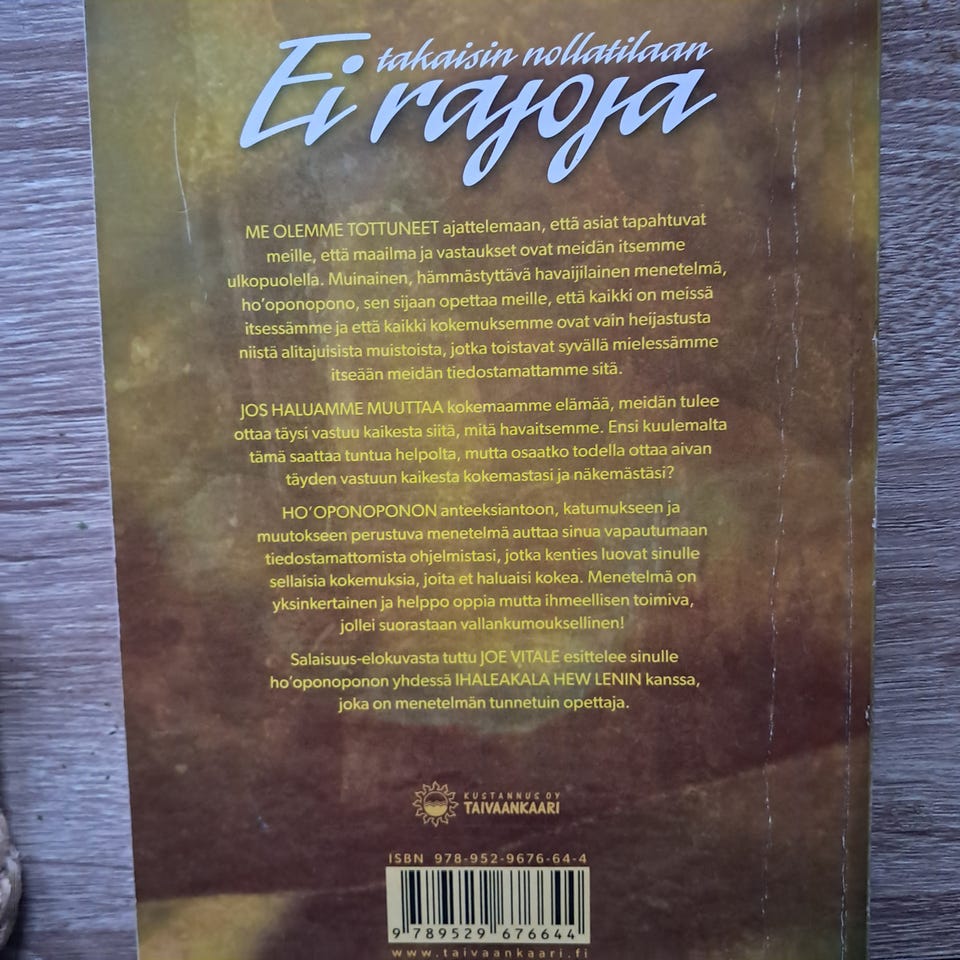 takaisin nollatilaan
Ei rajoja
ME OLEMME TOTTUNEET ajattelemaan, että asiat tapahtuvat
meille, että maailma ja vastaukset ovat meidän itsemme
ulkopuolella. Muinainen, hämmästyttävä havaijilainen menetelmä,
ho'oponopono, sen sijaan opettaa meille, että kaikki on meissä
itsessämme ja että kaikki kokemuksemme ovat vain heijastusta
niistä alitajuisista muistoista, jotka toistavat syvällä mielessämme
itseään meidän tiedostamattamme sitä.
JOS HALUAMME MUUTTAA kokemaamme elämää, meidän tulee
ottaa täysi vastuu kaikesta siitä, mitä havaitsemme. Ensi kuulemalta
tämä saattaa tuntua helpolta, mutta osaatko todella ottaa aivan
täyden vastuun kaikesta kokemastasi ja näkemästäsi?
HO'OPONOPONON anteeksiantoon, katumukseen ja
muutokseen perustuva menetelmä auttaa sinua vapautumaan
tiedostamattomista ohjelmistasi, jotka kenties luovat sinulle
sellaisia kokemuksia, joita et haluaisi kokea. Menetelmä on
yksinkertainen ja helppo oppia mutta ihmeellisen toimiva,
jollei suorastaan vallankumouksellinen!
Salaisuus-elokuvasta tuttu JOE VITALE esittelee sinulle
ho'oponopon yhdessä IHALEAKALA HEW LENIN kanssa,
joka on menetelmän tunnetuin opettaja.
KUSTANNUS OY
TAIVAANKAARI
ISBN 978-952-9676-64-4
9 789529 676644
www.taivaankaari.fi